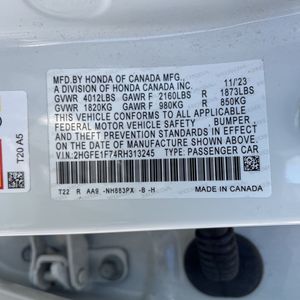 MFD.BY HONDA OF CANADA MFG., 11/23
A DIVISION OF HONDA CANADA INC.
GVWR 4012LBS GAWR F 2160LBS R 1873LBS
GVWR 1820KG GAWR F 980KG R 850KG
THIS VEHICLE CONFORMS TO ALL APPLICABLE
FEDERAL MOTOR VEHICLE SAFETY, BUMPER,
AND THEFT PREVENTION STANDARDS IN EFFECT ON
THE DATE OF MANUFACTURE SHOWN ABOVE.
V.I.N.:2HGFE1F74RH313245 TYPE:PASSENGER CAR
T22 R AA9 -NH883PX -B -H
MADE IN CANADA
T20 A5